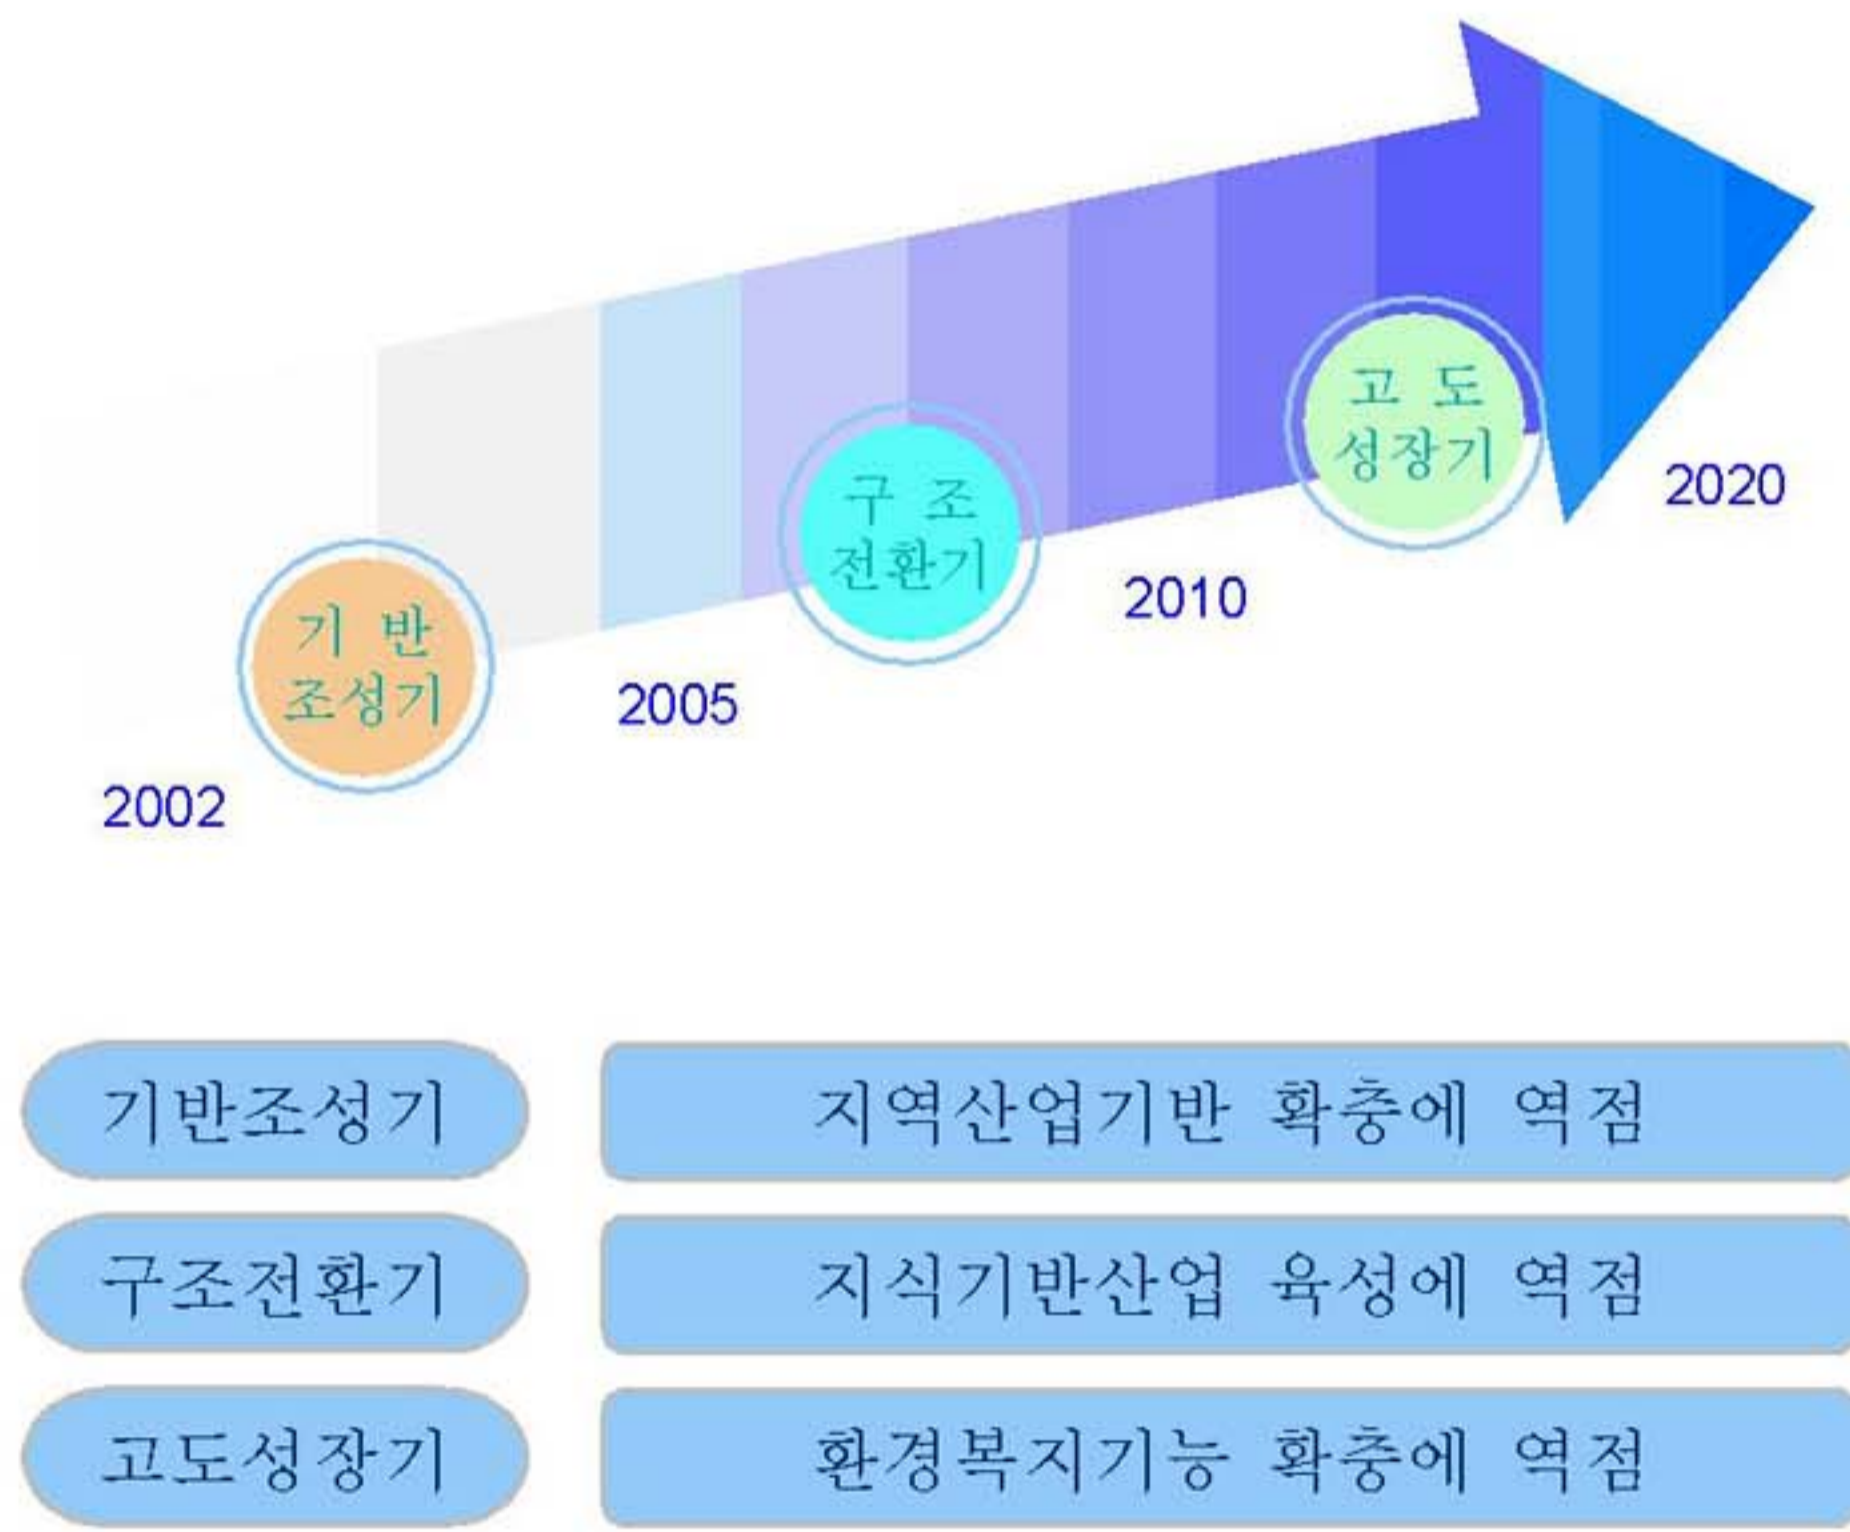 고 도
성장기
2020
구 조
전환기
2010
기 반
조성기
2005
2002
기반조성기 지역산업기반 확충에 역점
구조전환기 지식기반산업 육성에 역점
고도성장기 환경복지기능 확충에 역점